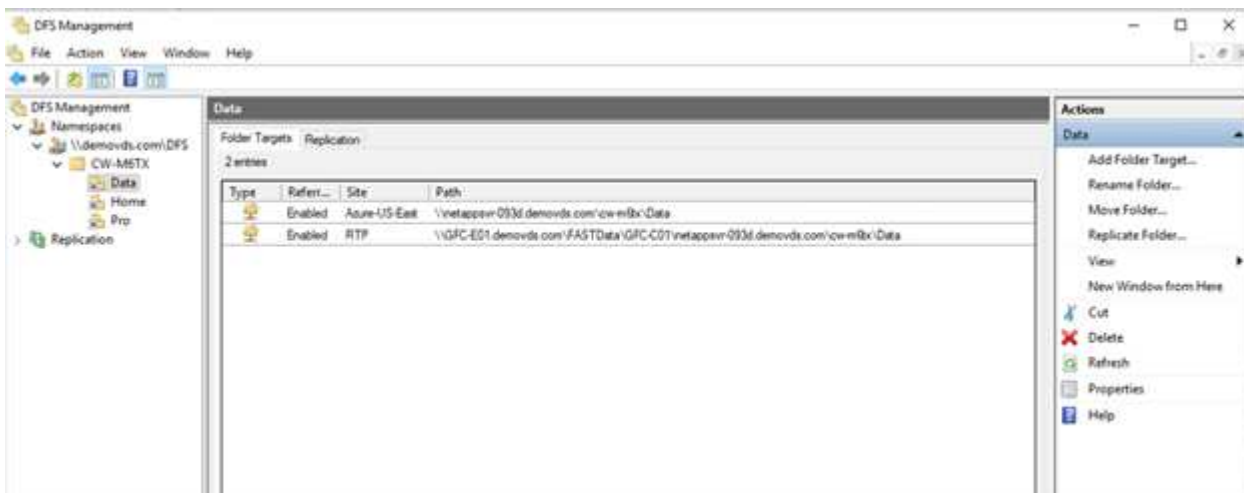 DFS Management
File Action View Window Help
DFS Management
Namespaces
\\demovds.com\DFS
CW-M6TX
Data
Home
Pro
Replication
Data
Folder Targets Replication
2 entries
Type Referr... Site Path
Enabled Azure-US-East \\netappsvr-093d.demovds.com\cw-m6tx\Data
Enabled RTP \\GFC-E01.demovds.com\FASTData\GFC-C01\netappsvr-093d.demovds.com\cw-m6tx\Data
Actions
Data
Add Folder Target...
Rename Folder...
Move Folder...
Replicate Folder...
View
New Window from Here
Cut
Delete
Refresh
Properties
Help